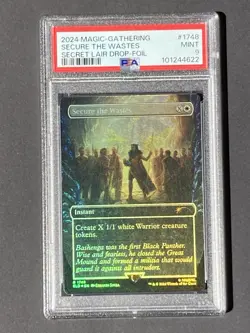 2024 MAGIC-GATHERING #1748
SECURE THE WASTES MINT
SECRET LAIR DROP-FOIL 9
PSA 101244622
Secure the Wastes
Instant
Create X 1/1 white Warrior creature
tokens.
Bashenga was the first Black Panther.
Wise and fearless, he closed the Great
Mound and formed a militia that would
guard it against all intruders.